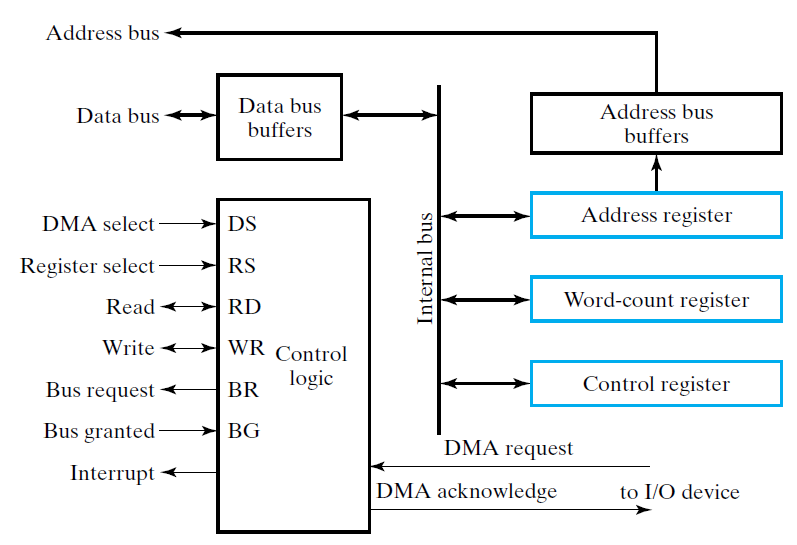 Address bus
Data bus
Data bus
buffers
Address bus
buffers
Internal bus
Address register
Word-count register
Control register
DMA select
DS
Register select
RS
Read
RD
Write
WR
Control
logic
Bus request
BR
Bus granted
BG
Interrupt
DMA request
DMA acknowledge
to I/O device